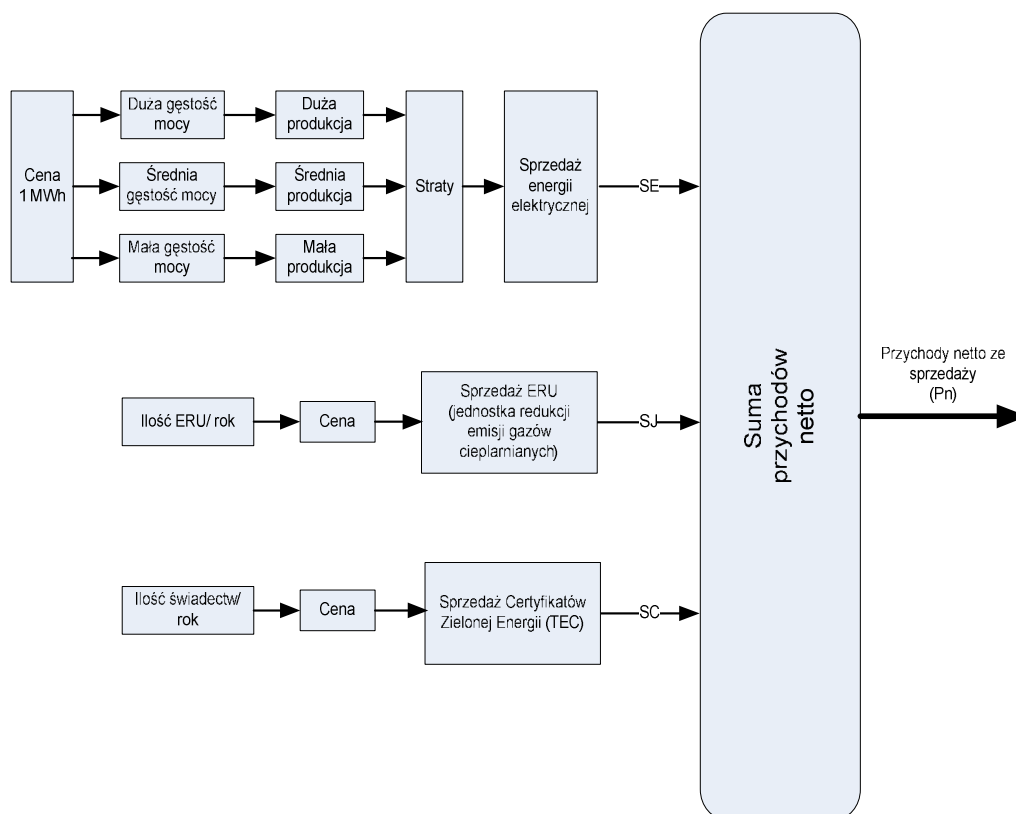 Cena
1 MWh
Duża gęstość
mocy
Duża
produkcja
Średnia
gęstość mocy
Średnia
produkcja
Mała gęstość
mocy
Mała
produkcja
Straty
Sprzedaż
energii
elektrycznej
SE
Ilość ERU/ rok
Cena
Sprzedaż ERU
(jednostka redukcji
emisji gazów
cieplarnianych)
SJ
Ilość świadectw/
rok
Cena
Sprzedaż Certyfikatów
Zielonej Energii (TEC)
SC
Suma
przychodów
netto
Przychody netto ze
sprzedaży
(Pn)